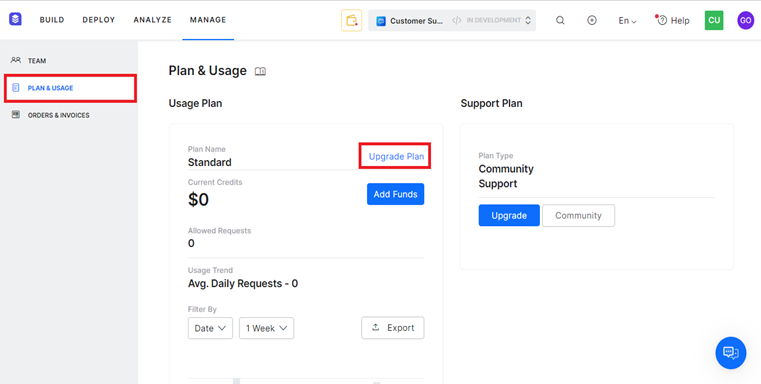 BUILD DEPLOY ANALYZE MANAGE Customer Su... </> IN DEVELOPMENT En Help CU GO
TEAM
PLAN & USAGE
ORDERS & INVOICES
Plan & Usage
Usage Plan
Plan Name
Standard
Upgrade Plan
Current Credits
$0
Add Funds
Allowed Requests
0
Usage Trend
Avg. Daily Requests - 0
Filter By
Date 1 Week Export
Support Plan
Plan Type
Community
Support
Upgrade Community